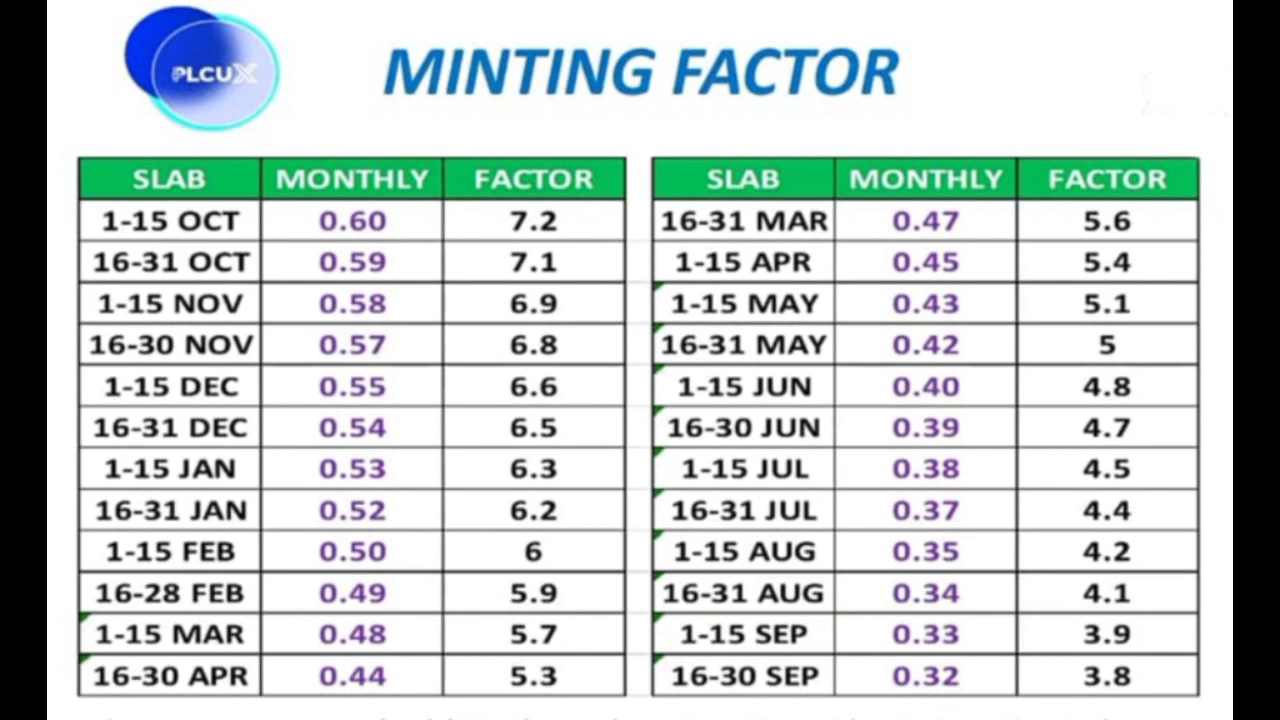 PLCUX
MINTING FACTOR
SLAB MONTHLY FACTOR
1-15 OCT 0.60 7.2
16-31 OCT 0.59 7.1
1-15 NOV 0.58 6.9
16-30 NOV 0.57 6.8
1-15 DEC 0.55 6.6
16-31 DEC 0.54 6.5
1-15 JAN 0.53 6.3
16-31 JAN 0.52 6.2
1-15 FEB 0.50 6
16-28 FEB 0.49 5.9
1-15 MAR 0.48 5.7
16-30 APR 0.44 5.3
SLAB MONTHLY FACTOR
16-31 MAR 0.47 5.6
1-15 APR 0.45 5.4
1-15 MAY 0.43 5.1
16-31 MAY 0.42 5
1-15 JUN 0.40 4.8
16-30 JUN 0.39 4.7
1-15 JUL 0.38 4.5
16-31 JUL 0.37 4.4
1-15 AUG 0.35 4.2
16-31 AUG 0.34 4.1
1-15 SEP 0.33 3.9
16-30 SEP 0.32 3.8